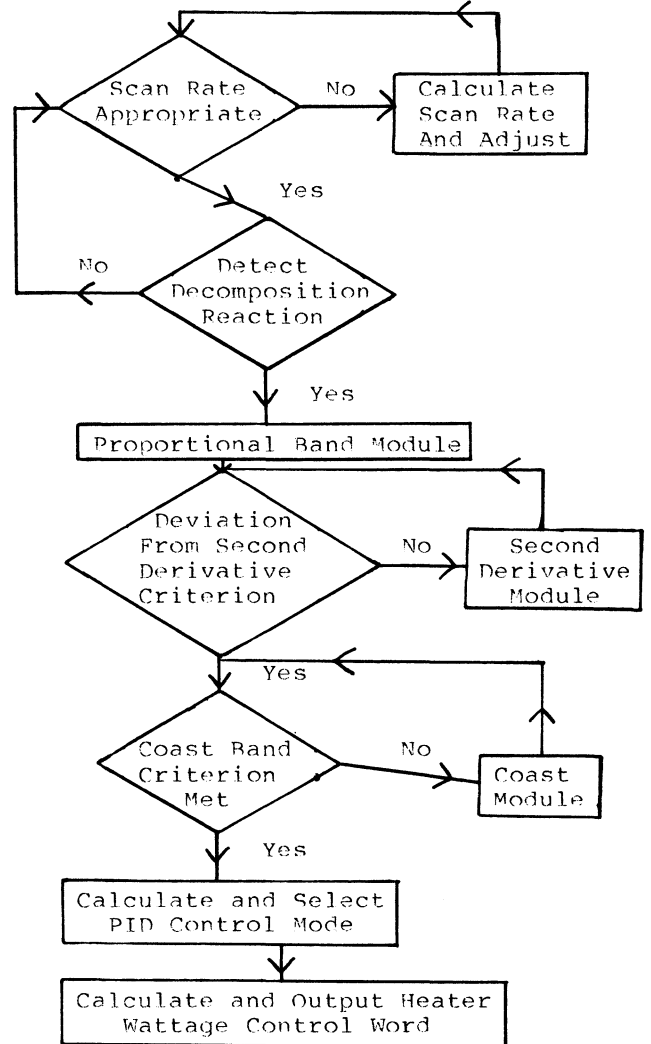 Scan Rate
Appropriate
No
Calculate
Scan Rate
And Adjust
Yes
No
Detect
Decomposition
Reaction
Yes
Proportional Band Module
Deviation
From Second
Derivative
Criterion
No
Second
Derivative
Module
Yes
Coast Band
Criterion
Met
No
Coast
Module
Yes
Calculate and Select
PID Control Mode
Calculate and Output Heater
Wattage Control Word